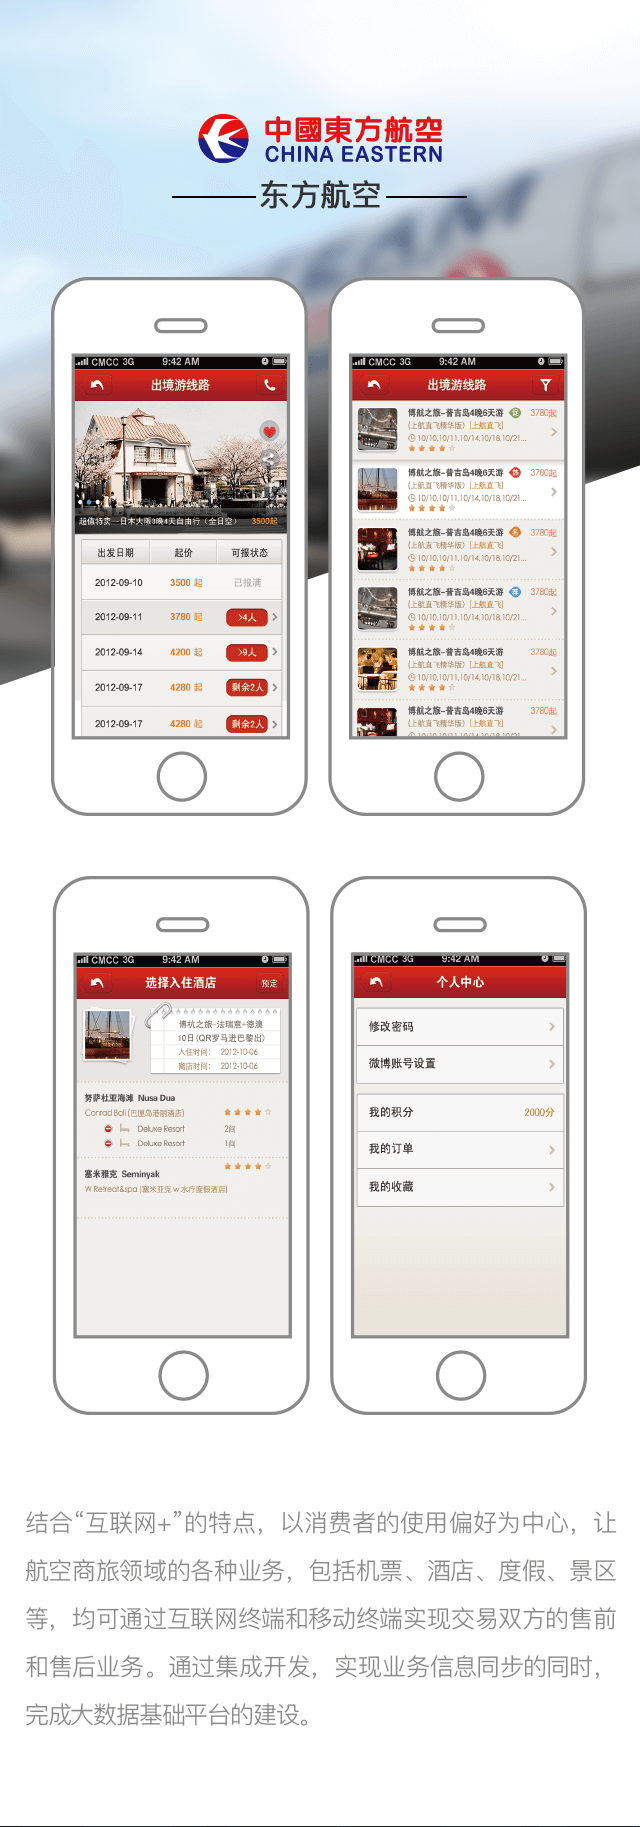 中國東方航空
CHINA EASTERN
东方航空
CMCC 3G 9:42 AM
出境游线路
超值特卖—日本大阪3晚4天自由行（全日空） 3500起
出发日期 起价 可报状态
2012-09-10 3500 起 已报满
2012-09-11 3780 起 >4人
2012-09-14 4200 起 >9人
2012-09-17 4280 起 剩余2人
2012-09-17 4280 起 剩余2人
CMCC 3G 9:42 AM
出境游线路
博航之旅-普吉岛4晚6天游 3780起
(上航直飞精华版) [上航直飞]
10/10,10/11,10/14,10/18,10/21...
博航之旅-普吉岛4晚6天游 热 3780起
(上航直飞精华版) [上航直飞]
10/10,10/11,10/14,10/18,10/21...
博航之旅-普吉岛4晚6天游 3780起
(上航直飞精华版) [上航直飞]
10/10,10/11,10/14,10/18,10/21...
博航之旅-普吉岛4晚6天游 荐 3780起
(上航直飞精华版) [上航直飞]
10/10,10/11,10/14,10/18,10/21...
博航之旅-普吉岛4晚6天游 3780起
(上航直飞精华版) [上航直飞]
10/10,10/11,10/14,10/18,10/21...
博航之旅-普吉岛4晚6天游 3780起
(上航直飞精华版) [上航直飞]
10/10,10/11,10/14,10/18,10/21...
CMCC 3G 9:42 AM
选择入住酒店 预定
博杭之旅-法瑞意+德澳
10日(QR罗马进巴黎出)
入住时间： 2012-10-06
离店时间： 2012-10-06
努萨杜亚海滩 Nusa Dua
Conrad Bali (巴厘岛港丽酒店)
Deluxe Resort 2间
Deluxe Resort 1间
塞米雅克 Seminyak
W Retreat&spa (塞米亚克 w 水疗度假酒店)
CMCC 3G 9:42 AM
个人中心
修改密码
微博账号设置
我的积分 2000分
我的订单
我的收藏
结合“互联网+”的特点，以消费者的使用偏好为中心，让
航空商旅领域的各种业务，包括机票、酒店、度假、景区
等，均可通过互联网终端和移动终端实现交易双方的售前
和售后业务。通过集成开发，实现业务信息同步的同时，
完成大数据基础平台的建设。